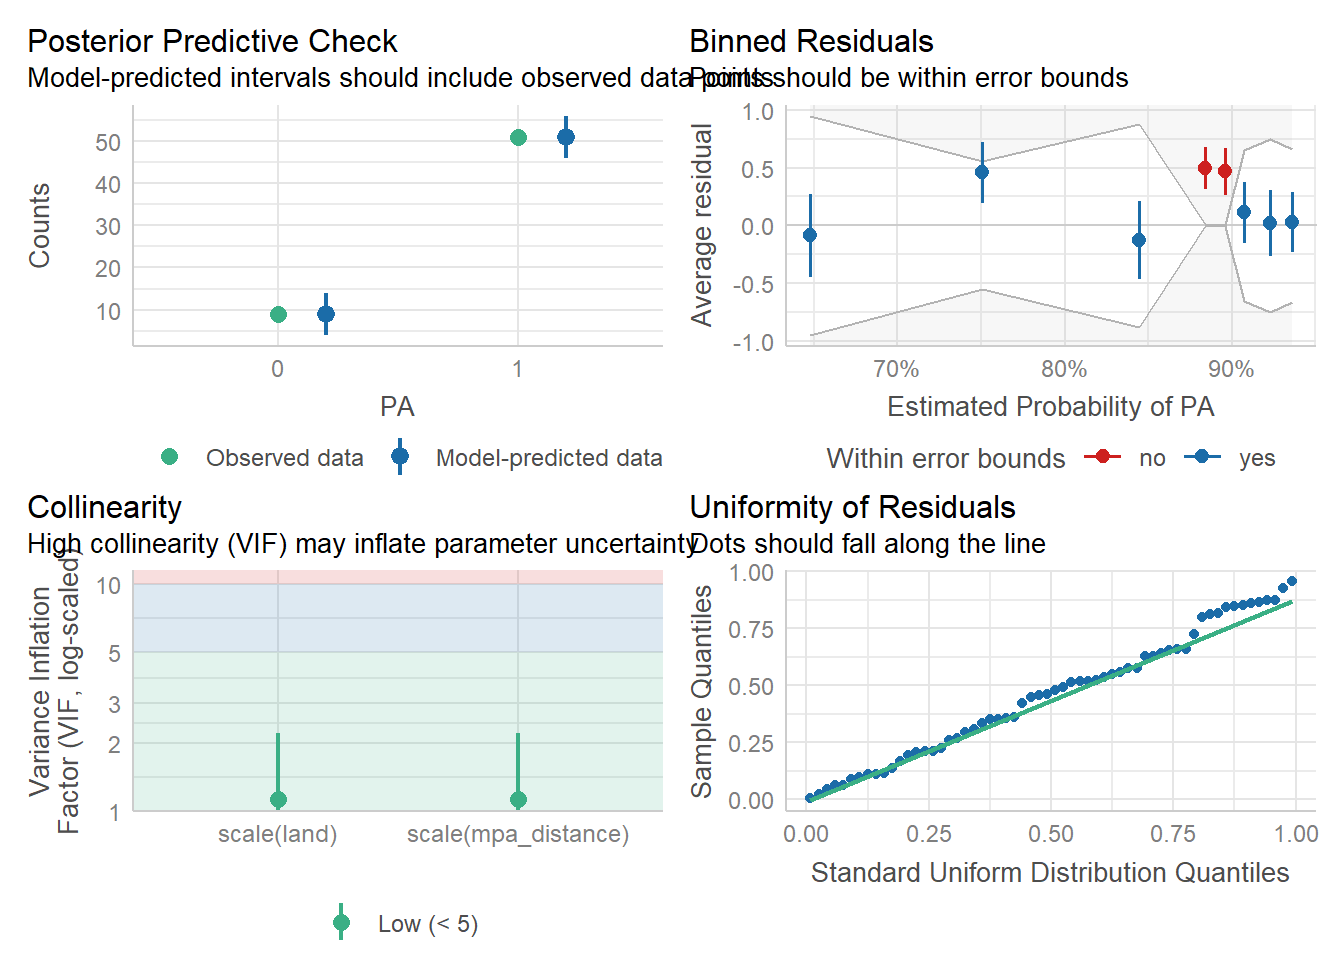 Posterior Predictive Check
Model-predicted intervals should include observed data points
50
40
30
20
10
Counts
0
1
PA
Observed data
Model-predicted data
Binned Residuals
Points should be within error bounds
1.0
0.5
0.0
-0.5
-1.0
Average residual
70%
80%
90%
Estimated Probability of PA
Within error bounds
no
yes
Collinearity
High collinearity (VIF) may inflate parameter uncertainty
10
5
3
2
1
Variance Inflation
Factor (VIF, log-scaled)
scale(land)
scale(mpa_distance)
Low (< 5)
Uniformity of Residuals
Dots should fall along the line
1.00
0.75
0.50
0.25
0.00
Sample Quantiles
0.00
0.25
0.50
0.75
1.00
Standard Uniform Distribution Quantiles